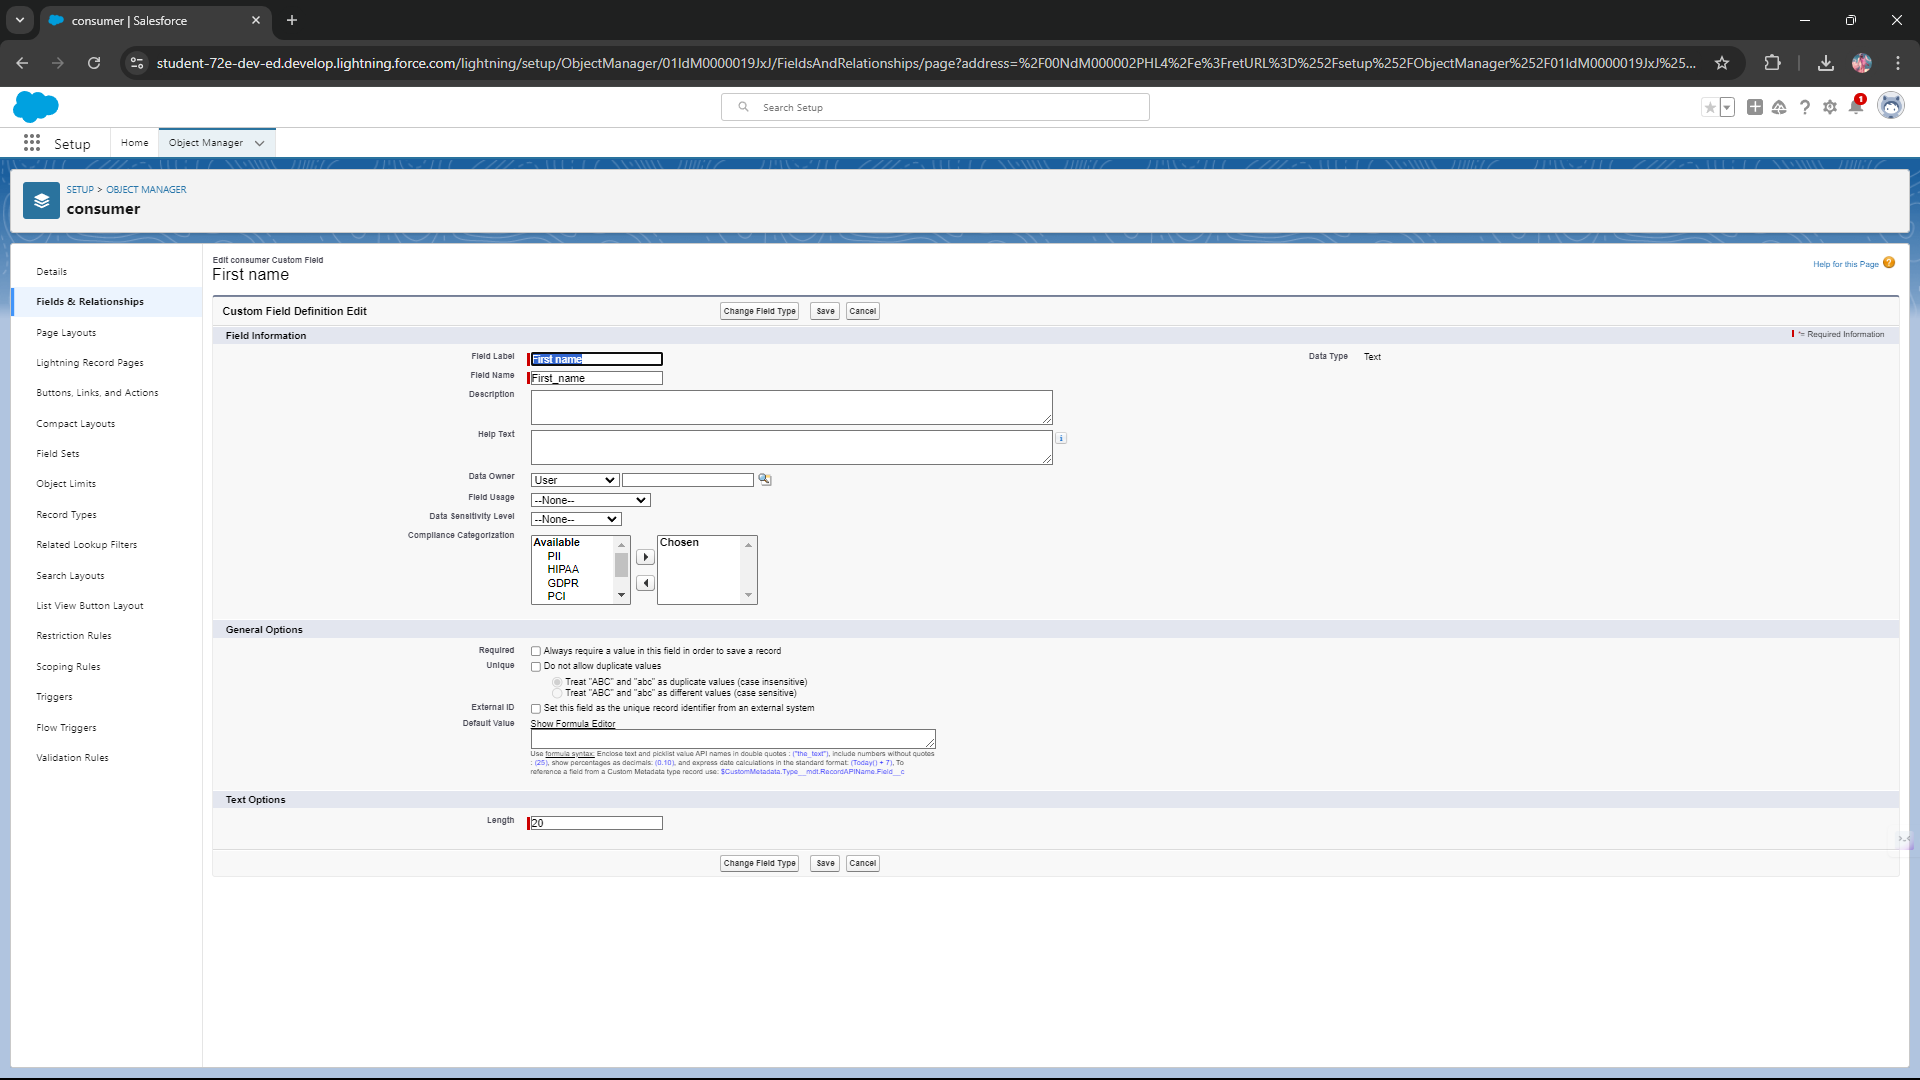 consumer | Salesforce
student-72e-dev-ed.develop.lightning.force.com/lightning/setup/ObjectManager/01IdM0000019JxJ/FieldsAndRelationships/page?address=%2F00NdM000002PHL4%2Fe%3FretURL%3D%252Fsetup%252FObjectManager%252F01IdM0000019JxJ%25...
Search Setup
1
Setup
Home
Object Manager
SETUP > OBJECT MANAGER
consumer
Details
Fields & Relationships
Page Layouts
Lightning Record Pages
Buttons, Links, and Actions
Compact Layouts
Field Sets
Object Limits
Record Types
Related Lookup Filters
Search Layouts
List View Button Layout
Restriction Rules
Scoping Rules
Triggers
Flow Triggers
Validation Rules
Edit consumer Custom Field
First name
Help for this Page
Custom Field Definition Edit
Change Field Type Save Cancel
Field Information
= Required Information
Field Label First name
Data Type Text
Field Name First_name
Description
Help Text
Data Owner User
Field Usage --None--
Data Sensitivity Level --None--
Compliance Categorization
Available
PII
HIPAA
GDPR
PCI
Chosen
General Options
Required Always require a value in this field in order to save a record
Unique Do not allow duplicate values
Treat "ABC" and "abc" as duplicate values (case insensitive)
Treat "ABC" and "abc" as different values (case sensitive)
External ID Set this field as the unique record identifier from an external system
Default Value Show Formula Editor
Use formula syntax: Enclose text and picklist value API names in double quotes : ("the_text"), include numbers without quotes
: (25), show percentages as decimals: (0.10), and express date calculations in the standard format: (Today() + 7), To
reference a field from a Custom Metadata type record use: $CustomMetadata.Type__mdt.RecordAPIName.Field__c
Text Options
Length 20
Change Field Type Save Cancel